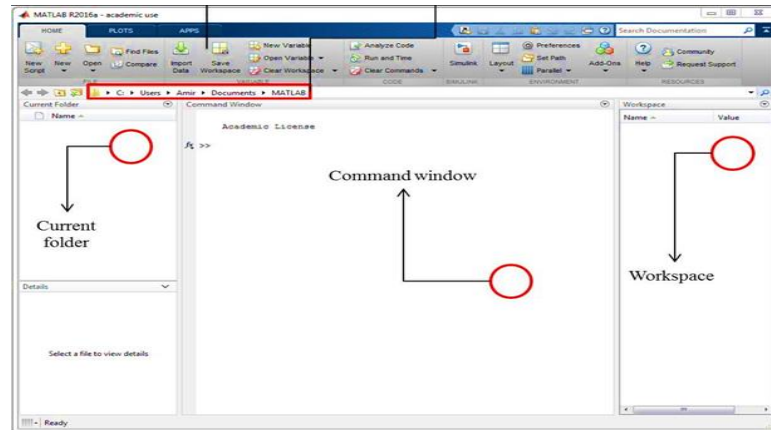 MATLAB R2016a - academic use
HOME PLOTS APPS Search Documentation
New Script New Open Find Files Compare Import Data Save Workspace New Variable Open Variable Clear Workspace Analyze Code Run and Time Clear Commands Simulink Layout Preferences Set Path Parallel Add-Ons Help Community Request Support
FILE VARIABLE CODE SIMULINK ENVIRONMENT RESOURCES
C: Users Amir Documents MATLAB
Current Folder Command Window Workspace
Name Name Value
Academic License
fx >>
Command window
Current
folder
Workspace
Details
Select a file to view details
Ready